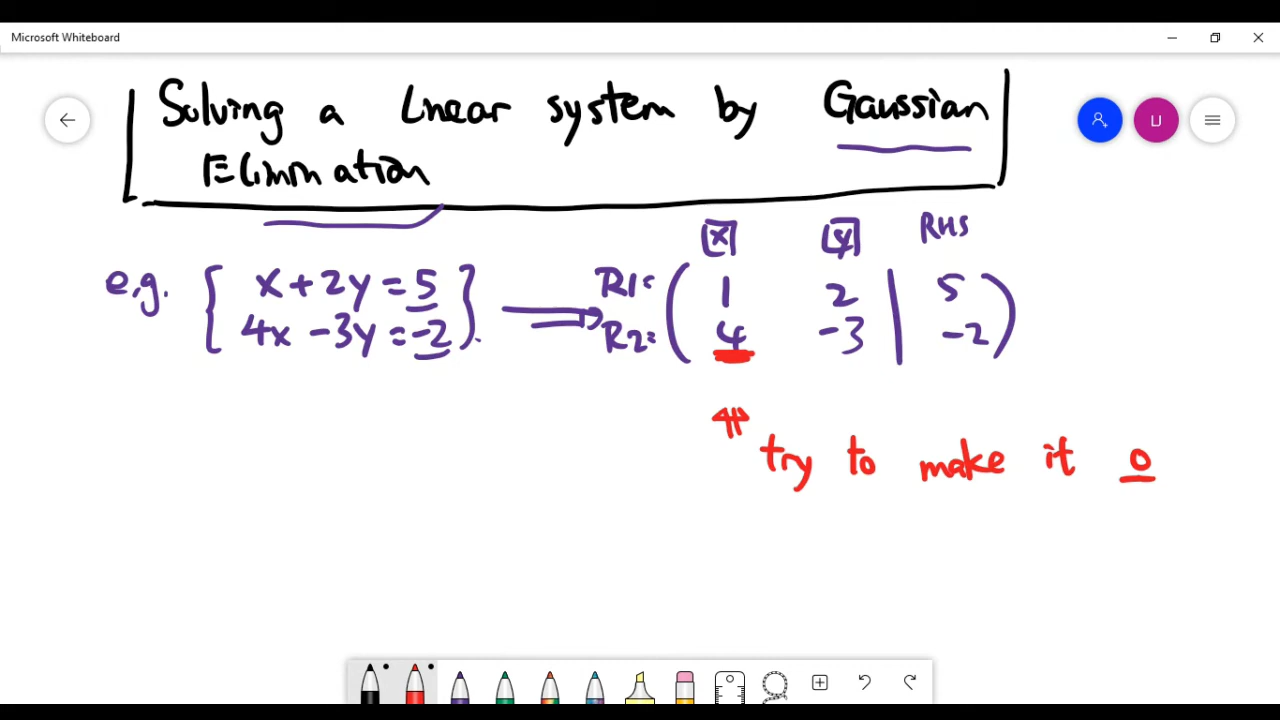 Microsoft Whiteboard
Solving a linear system by Gaussian
Elimination
x y RHS
e.g. { x + 2y = 5 } R1: ( 1 2 | 5 )
4x - 3y = -2 R2: 4 -3 | -2
try to make it 0
LJ